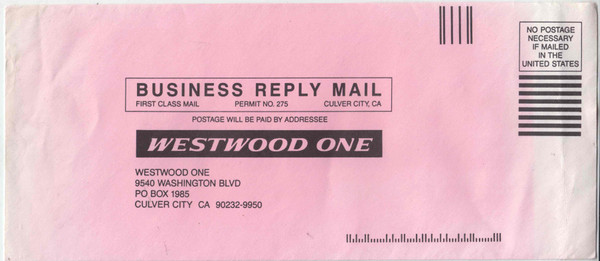 NO POSTAGE
NECESSARY
IF MAILED
IN THE
UNITED STATES
BUSINESS REPLY MAIL
FIRST CLASS MAIL PERMIT NO. 275 CULVER CITY, CA
POSTAGE WILL BE PAID BY ADDRESSEE
WESTWOOD ONE
WESTWOOD ONE
9540 WASHINGTON BLVD
PO BOX 1985
CULVER CITY CA 90232-9950